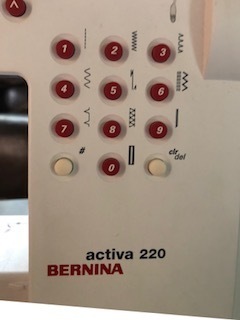 1 2 3
4 5 6
7 8 9
# 0 clr/del
activa 220
BERNINA